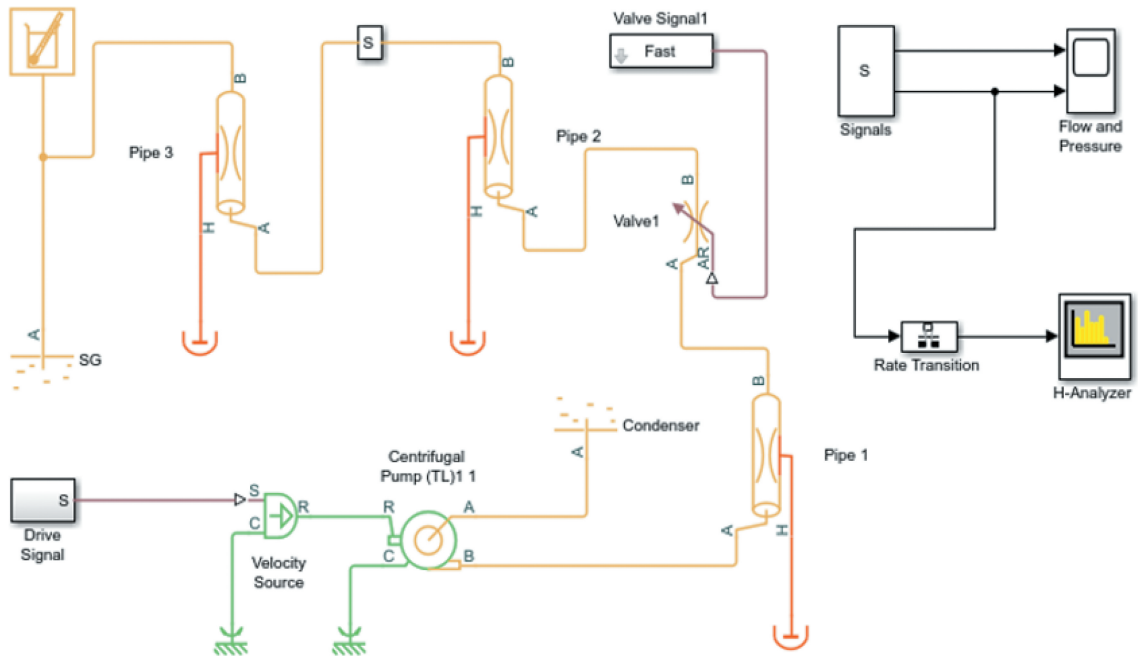 Valve Signal1
Fast
S
B
B
S
Signals
Flow and
Pressure
Pipe 3
Pipe 2
B
H
A
H
A
Valve1
A
AR
A
SG
Rate Transition
H-Analyzer
B
Condenser
A
Pipe 1
Centrifugal
Pump (TL)1 1
S
Drive
Signal
S
R
C
Velocity
Source
R
A
C
B
A
H